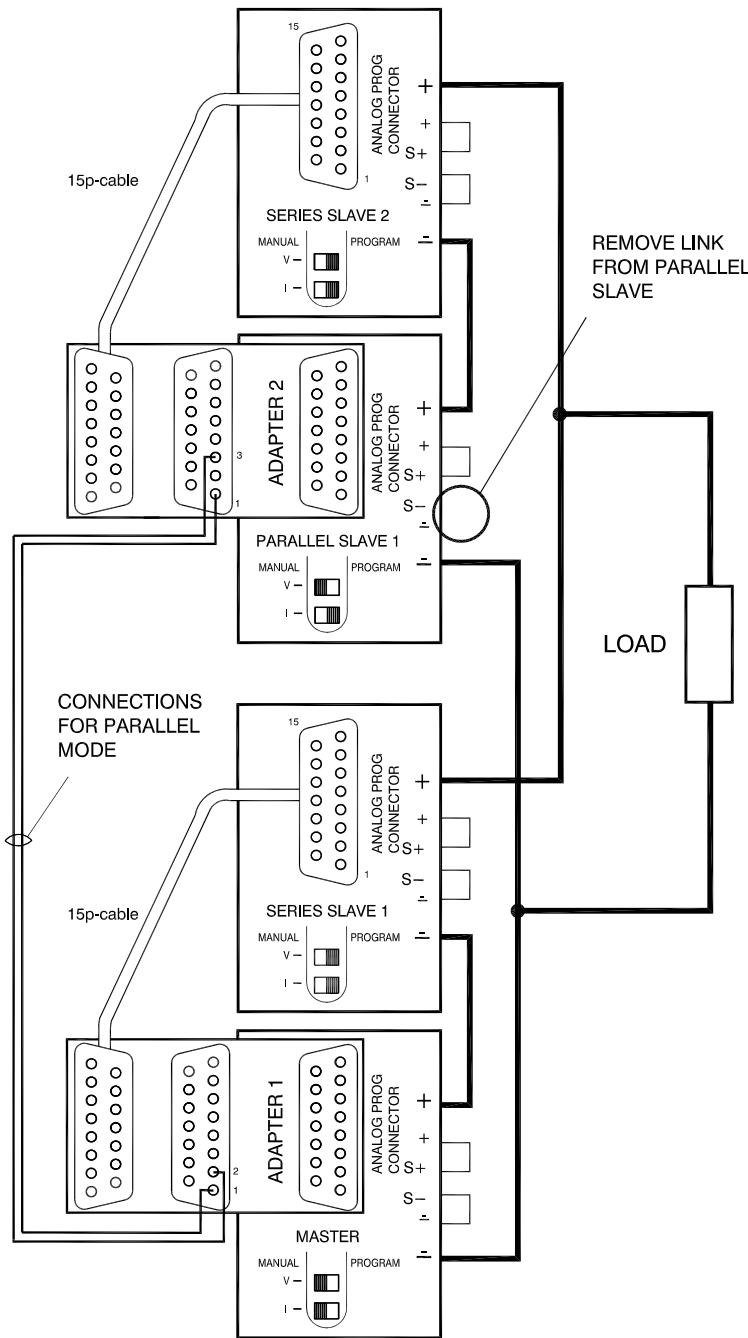 15
ANALOG PROG
CONNECTOR
+
+
S+
S−
-
1
15p-cable
SERIES SLAVE 2
MANUAL
PROGRAM
-
V −
I −
REMOVE LINK
FROM PARALLEL
SLAVE
ADAPTER 2
3
1
ANALOG PROG
CONNECTOR
+
+
S+
S−
-
PARALLEL SLAVE 1
MANUAL
PROGRAM
-
V −
I −
LOAD
CONNECTIONS
FOR PARALLEL
MODE
15
ANALOG PROG
CONNECTOR
+
+
S+
S−
-
1
15p-cable
SERIES SLAVE 1
MANUAL
PROGRAM
-
V −
I −
ADAPTER 1
2
1
ANALOG PROG
CONNECTOR
+
+
S+
S−
-
MASTER
MANUAL
PROGRAM
-
V −
I −